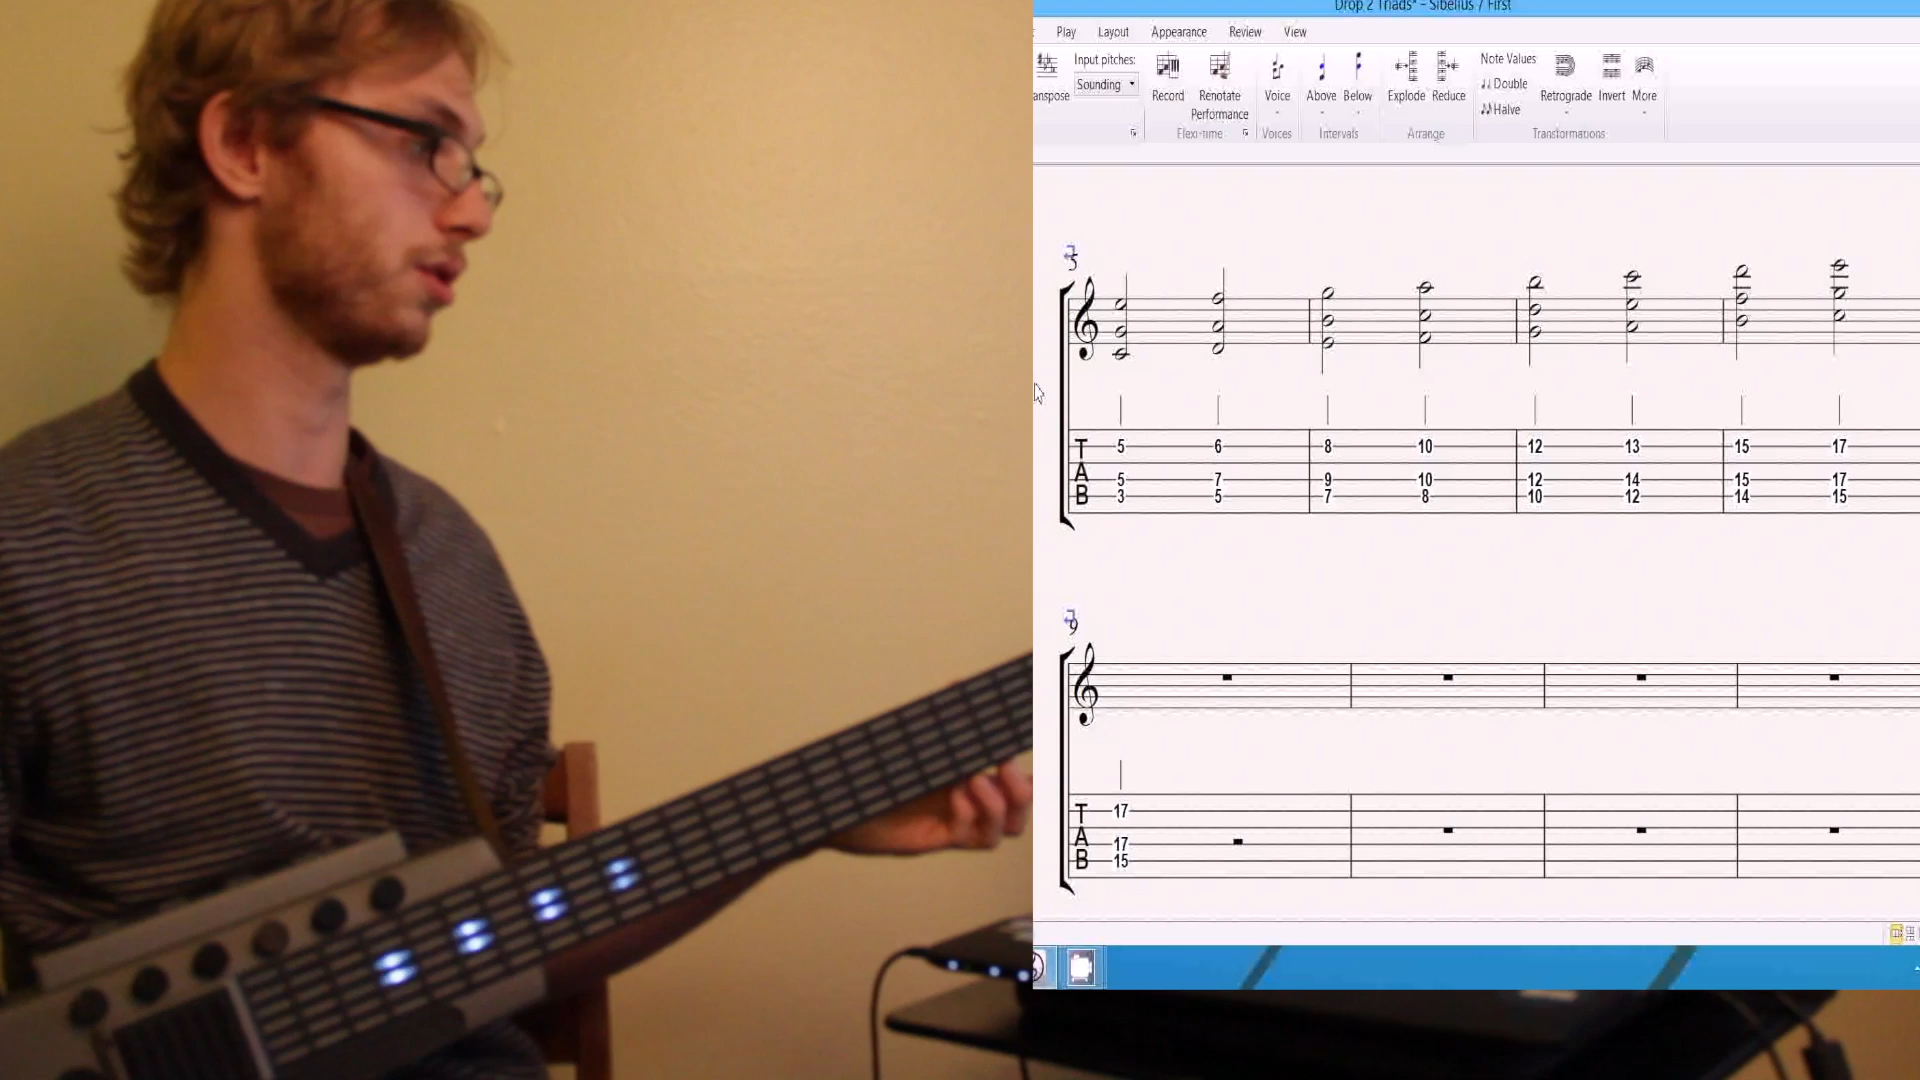 Drop 2 Triads* - Sibelius 7 First
Play Layout Appearance Review View
Input pitches:
Sounding
anspose
Record
Renotate Performance
Flexi-time
Voice
Voices
Above Below
Intervals
Explode Reduce
Arrange
Note Values
Double
Halve
Retrograde Invert More
Transformations
5
T A B
5 6 8 10 12 13 15 17
5 7 9 10 12 14 15 17
3 5 7 8 10 12 14 15
9
T A B
17
17
15